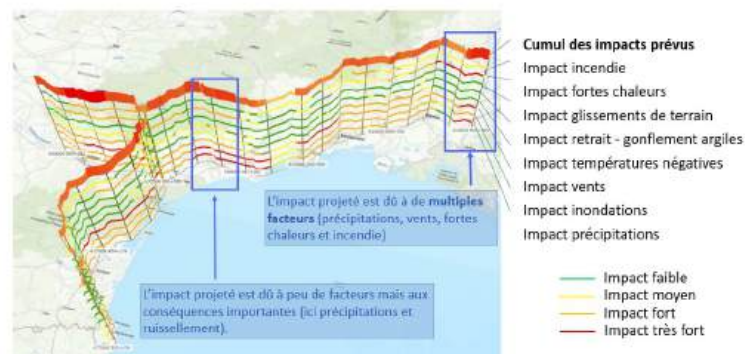 Cumul des impacts prévus
Impact incendie
Impact fortes chaleurs
Impact glissements de terrain
Impact retrait - gonflement argiles
Impact températures négatives
Impact vents
Impact inondations
Impact précipitations
L'impact projeté est dû à de multiples
facteurs (précipitations, vents, fortes
chaleurs et incendie)
L'impact projeté est dû à peu de facteurs mais aux
conséquences importantes (ici précipitations et
ruissellement).
Impact faible
Impact moyen
Impact fort
Impact très fort